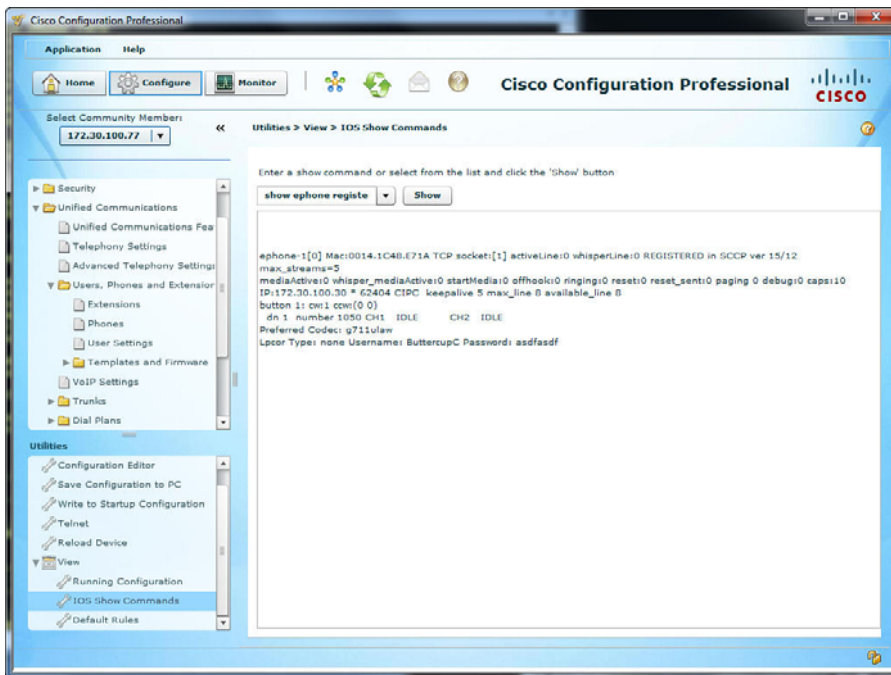 Cisco Configuration Professional
Application Help
Home Configure Monitor Cisco Configuration Professional CISCO
Select Community Member:
172.30.100.77
Utilities > View > IOS Show Commands
Enter a show command or select from the list and click the 'Show' button
show ephone registe Show
Security
Unified Communications
Unified Communications Fea
Telephony Settings
Advanced Telephony Settings
Users, Phones and Extension
Extensions
Phones
User Settings
Templates and Firmware
VoIP Settings
Trunks
Dial Plans
ephone-1[0] Mac:0014.1C48.E71A TCP socket:[1] activeLine:0 whisperLine:0 REGISTERED in SCCP ver 15/12
max_streams=5
mediaActive:0 whisper_mediaActive:0 startMedia:0 offhook:0 ringing:0 reset:0 reset_sent:0 paging 0 debug:0 caps:10
IP:172.30.100.30 * 62404 CIPC keepalive 5 max_line 8 available_line 8
button 1: cw:1 ccw:(0 0)
dn 1 number 1050 CH1 IDLE CH2 IDLE
Preferred Codec: g711ulaw
Lpcor Type: none Username: ButtercupC Password: asdfasdf
Utilities
Configuration Editor
Save Configuration to PC
Write to Startup Configuration
Telnet
Reload Device
View
Running Configuration
IOS Show Commands
Default Rules